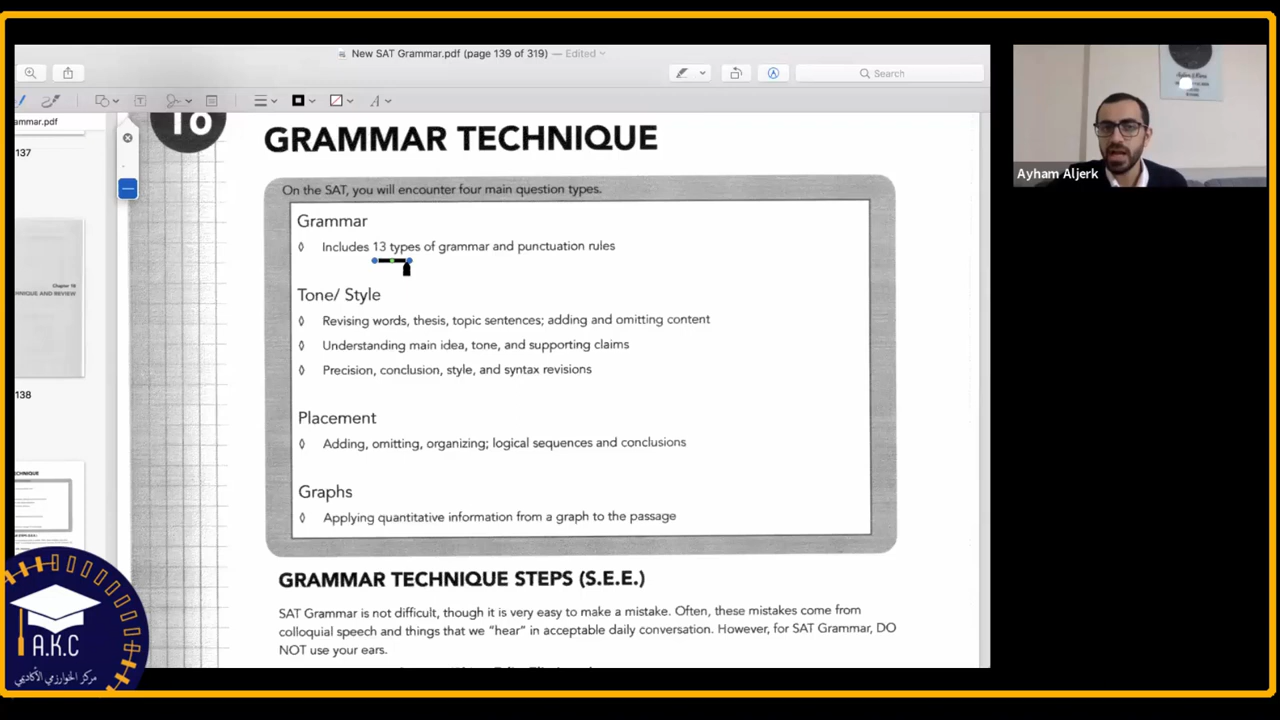 New SAT Grammar.pdf (page 139 of 319) — Edited
Search
ammar.pdf
137
Chapter 18
NIQUE AND REVIEW
138
18
GRAMMAR TECHNIQUE
On the SAT, you will encounter four main question types.
Grammar
◊ Includes 13 types of grammar and punctuation rules
Tone/ Style
◊ Revising words, thesis, topic sentences; adding and omitting content
◊ Understanding main idea, tone, and supporting claims
◊ Precision, conclusion, style, and syntax revisions
Placement
◊ Adding, omitting, organizing; logical sequences and conclusions
Graphs
◊ Applying quantitative information from a graph to the passage
GRAMMAR TECHNIQUE STEPS (S.E.E.)
SAT Grammar is not difficult, though it is very easy to make a mistake. Often, these mistakes come from
colloquial speech and things that we “hear” in acceptable daily conversation. However, for SAT Grammar, DO
NOT use your ears.
Ayham Aljerk
A.K.C
مركز الخوارزمي الأكاديمي